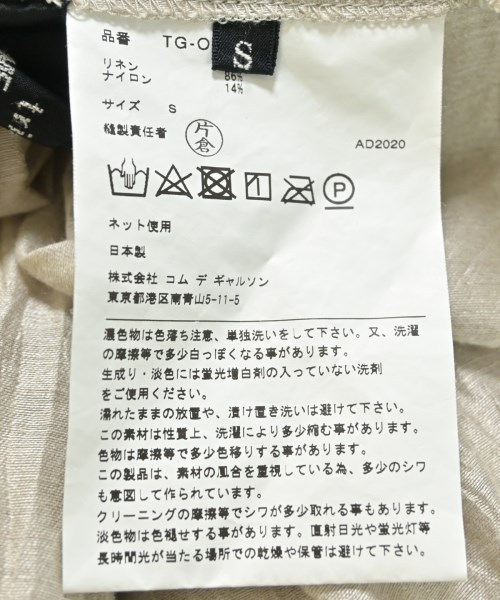 品番 TG-O
S
リネン 86%
ナイロン 14%
サイズ S
縫製責任者 片倉
AD2020
P
ネット使用
日本製
株式会社 コム デ ギャルソン
東京都港区南青山5-11-5
濃色物は色落ち注意、単独洗いをして下さい。又、洗濯
の摩擦等で多少白っぽくなる事があります。
生成り・淡色には蛍光増白剤の入っていない洗剤
をご使用ください。
濡れたままの放置や、漬け置き洗いは避けて下さい。
この素材は性質上、洗濯により多少縮む事があります。
色物は摩擦等で多少色移りする事があります。
この製品は、素材の風合を重視している為、多少のシワ
も意図して作られています。
クリーニングの摩擦等でシワが多少取れる事もあります。
淡色物は色褪せする事があります。直射日光や蛍光灯等
長時間光が当たる場所での乾燥や保管は避けて下さい。